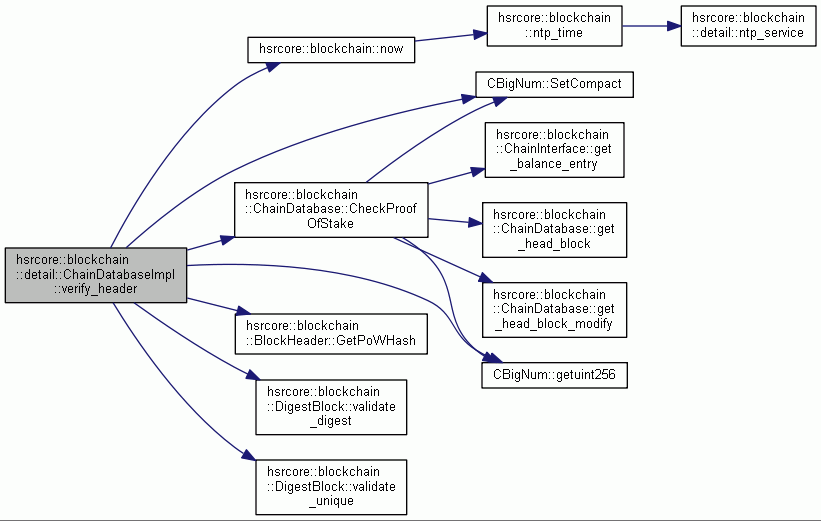 hsrcore::blockchain::now
hsrcore::blockchain
::ntp_time
hsrcore::blockchain
::detail::ntp_service
CBigNum::SetCompact
hsrcore::blockchain
::ChainInterface::get
_balance_entry
hsrcore::blockchain
::ChainDatabase::CheckProof
OfStake
hsrcore::blockchain
::ChainDatabase::get
_head_block
hsrcore::blockchain
::detail::ChainDatabaseImpl
::verify_header
hsrcore::blockchain
::ChainDatabase::get
_head_block_modify
hsrcore::blockchain
::BlockHeader::GetPoWHash
CBigNum::getuint256
hsrcore::blockchain
::DigestBlock::validate
_digest
hsrcore::blockchain
::DigestBlock::validate
_unique